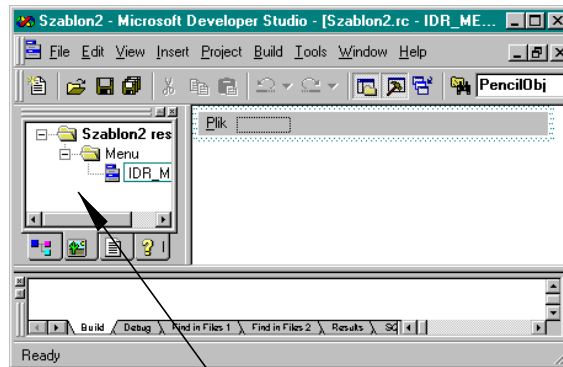 Szablon2 - Microsoft Developer Studio - [Szablon2.rc - IDR_ME...
File Edit View Insert Project Build Tools Window Help
PencilObj
Szablon2 res
Menu
IDR_M
Plik
Build Debug Find in Files 1 Find in Files 2 Results SQ
Ready